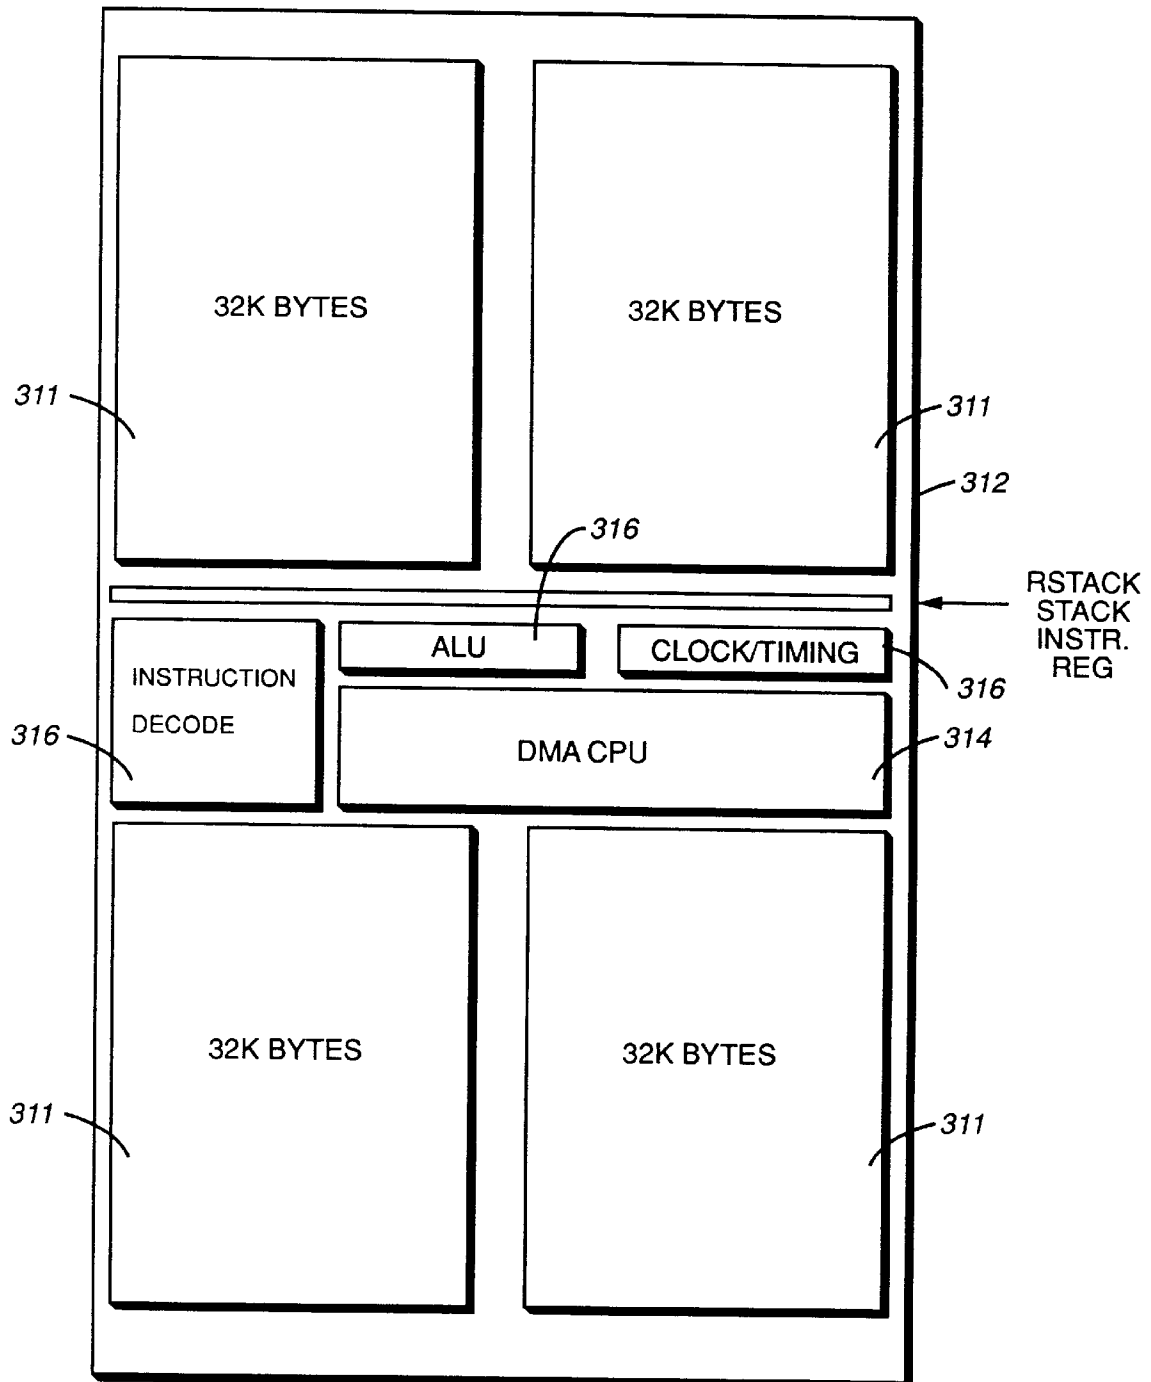 32K BYTES
32K BYTES
311
311
312
316
RSTACK
STACK
INSTR.
REG
ALU
CLOCK/TIMING
INSTRUCTION
DECODE
316
316
DMA CPU
314
32K BYTES
32K BYTES
311
311